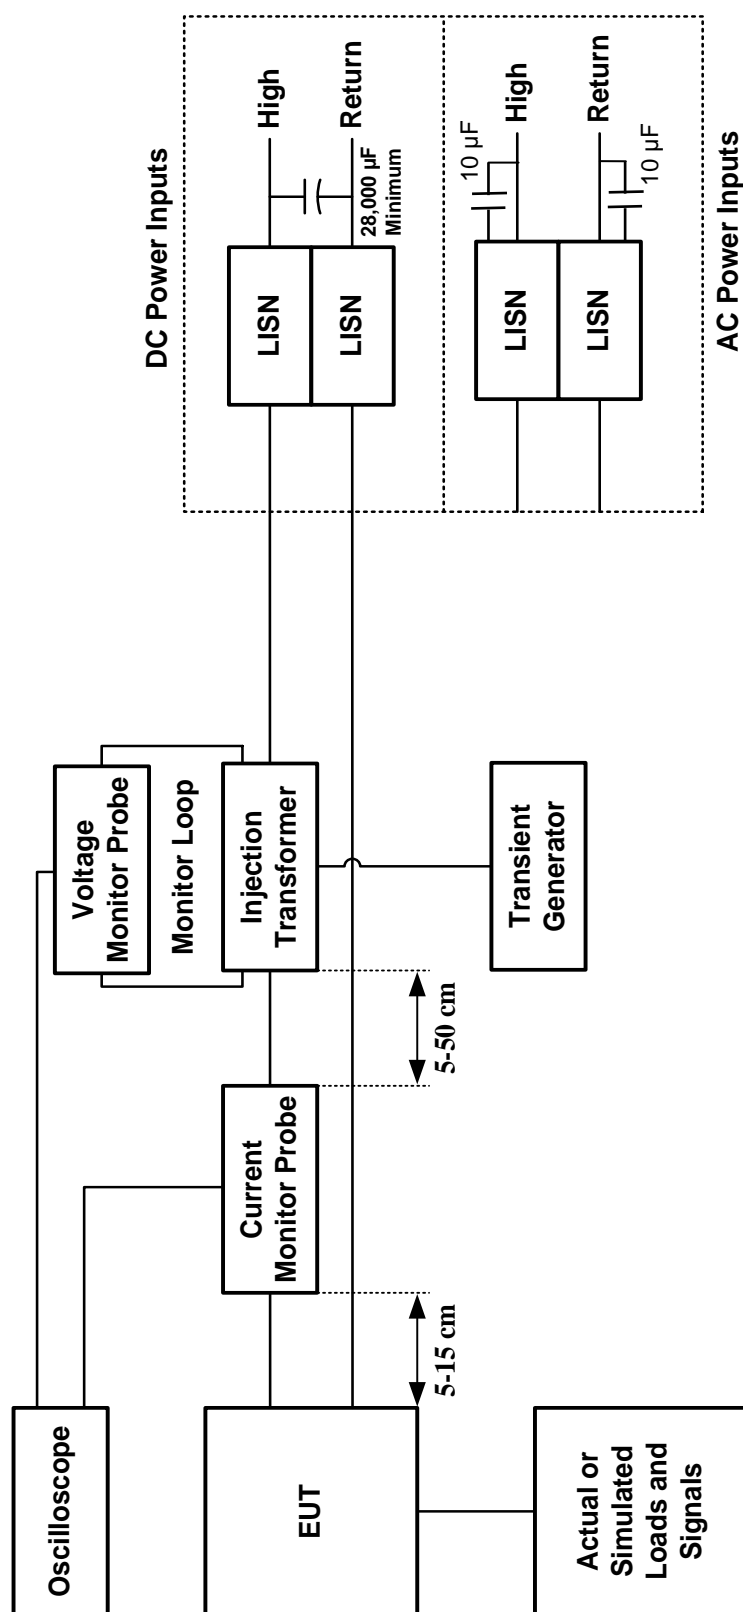 Oscilloscope
EUT
Actual or
Simulated
Loads and
Signals
5-15 cm
Current
Monitor Probe
5-50 cm
Voltage
Monitor Probe
Monitor Loop
Injection
Transformer
Transient
Generator
DC Power Inputs
LISN
LISN
High
Return
28,000 µF
Minimum
LISN
LISN
10 µF
High
Return
10 µF
AC Power Inputs